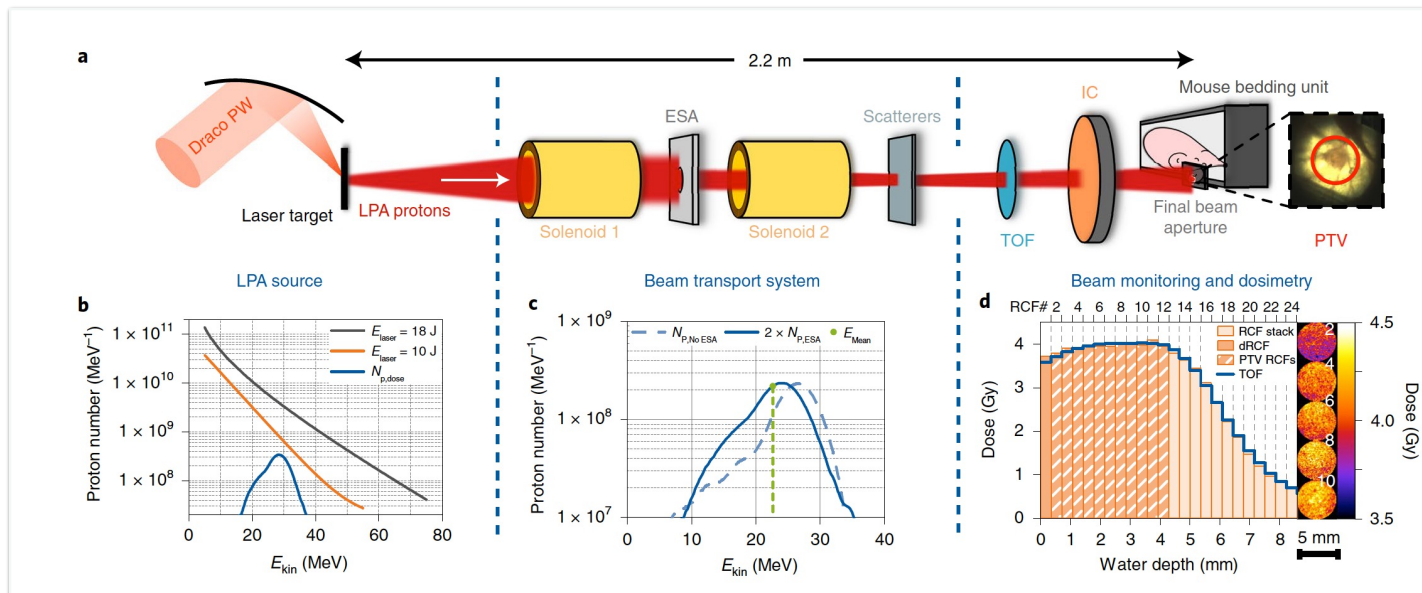 a
2.2 m
Draco PW
Laser target
LPA protons
Solenoid 1
ESA
Solenoid 2
Scatterers
TOF
IC
Mouse bedding unit
Final beam
aperture
PTV
LPA source
Beam transport system
Beam monitoring and dosimetry
b
Proton number (MeV⁻¹)
1 × 10¹¹
1 × 10¹⁰
1 × 10⁹
1 × 10⁸
E_laser = 18 J
E_laser = 10 J
N_p,dose
0 20 40 60 80
E_kin (MeV)
c
Proton number (MeV⁻¹)
1 × 10⁹
1 × 10⁸
1 × 10⁷
N_P,No ESA 2 × N_P,ESA E_Mean
0 10 20 30 40
E_kin (MeV)
d
RCF# 2 4 6 8 10 12 14 16 18 20 22 24
Dose (Gy)
4
3
2
1
0
RCF stack
dRCF
PTV RCFs
TOF
0 1 2 3 4 5 6 7 8
Water depth (mm)
2
4
6
8
10
5 mm
4.5
4.0
3.5
Dose (Gy)